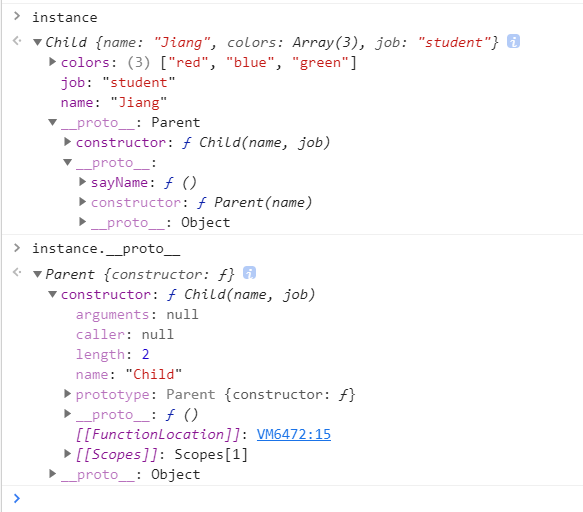 instance
Child {name: "Jiang", colors: Array(3), job: "student"}
colors: (3) ["red", "blue", "green"]
job: "student"
name: "Jiang"
__proto__: Parent
constructor: ƒ Child(name, job)
__proto__:
sayName: ƒ ()
constructor: ƒ Parent(name)
__proto__: Object
instance.__proto__
Parent {constructor: ƒ}
constructor: ƒ Child(name, job)
arguments: null
caller: null
length: 2
name: "Child"
prototype: Parent {constructor: ƒ}
__proto__: ƒ ()
[[FunctionLocation]]: VM6472:15
[[Scopes]]: Scopes[1]
__proto__: Object